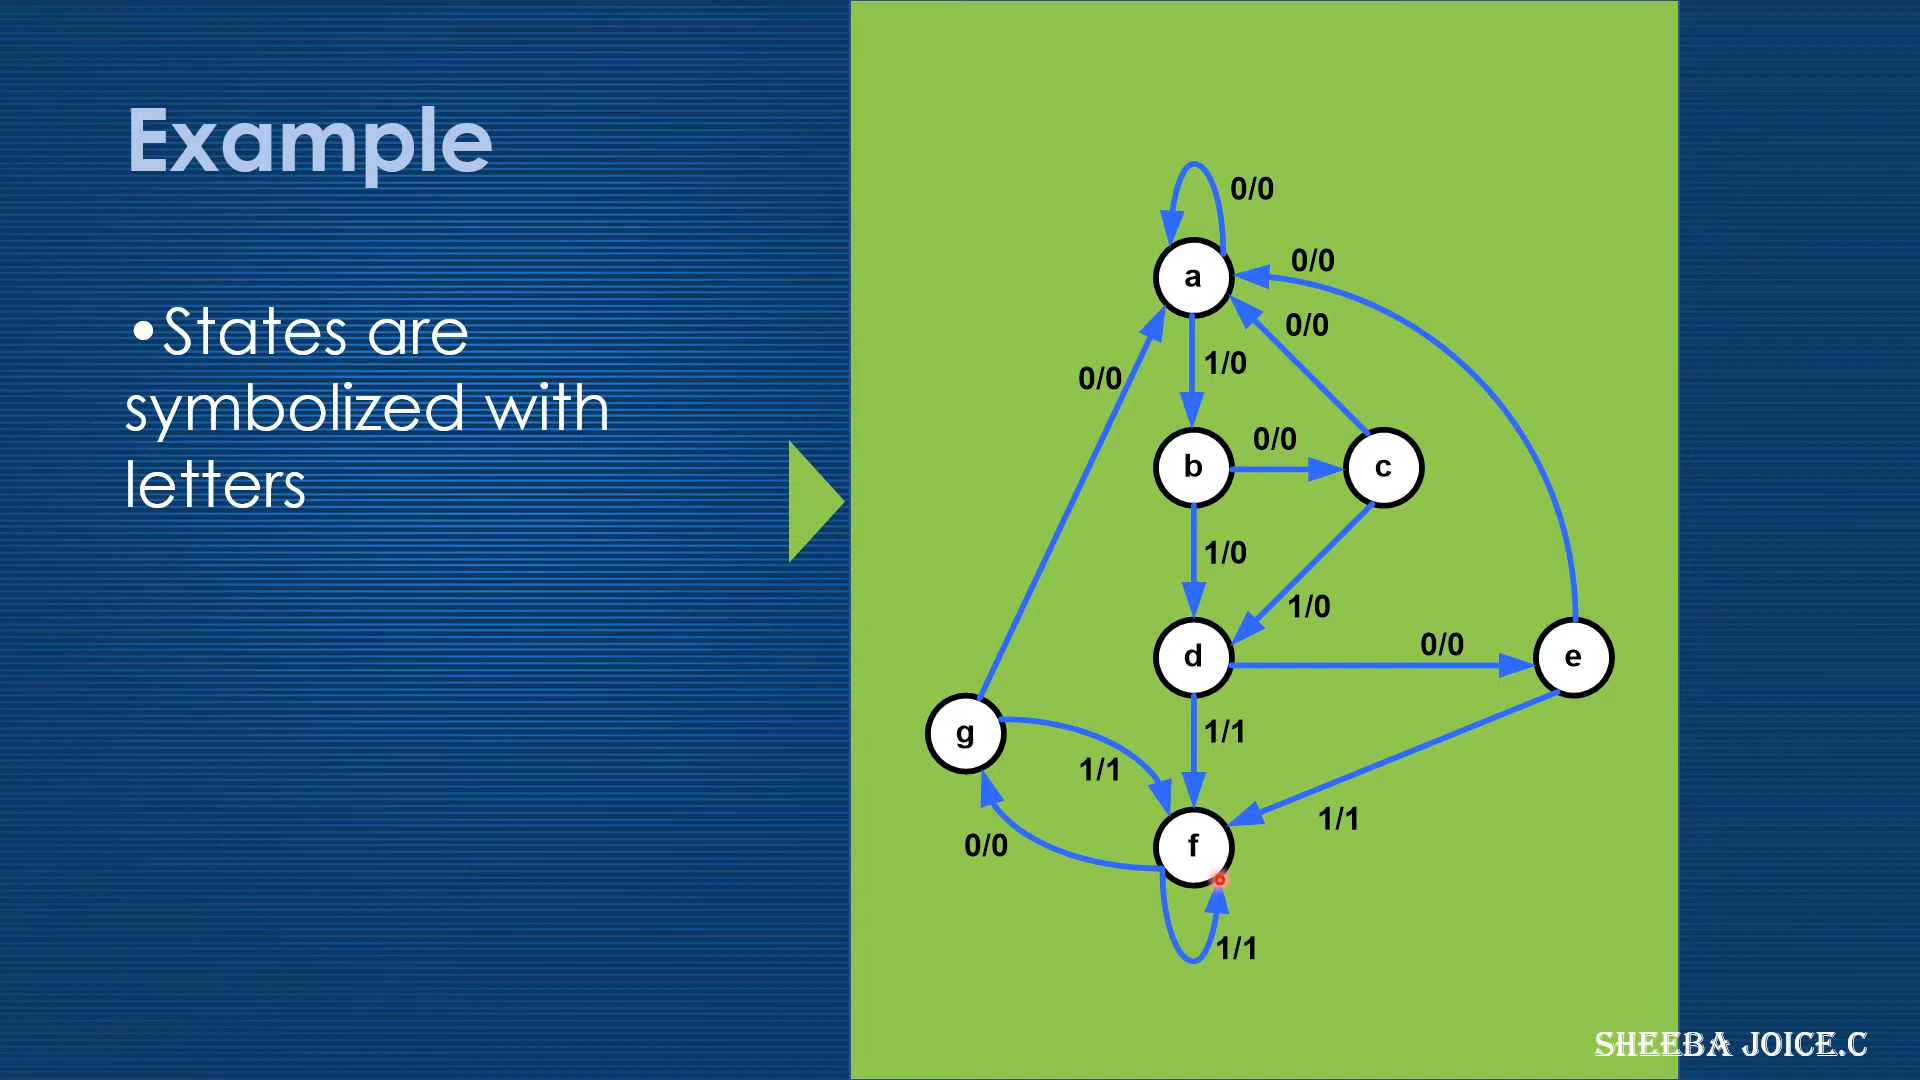 Example
•States are
symbolized with
letters
0/0
a
0/0
0/0
1/0
0/0
b
0/0
c
1/0
1/0
d
0/0
e
g
1/1
1/1
f
1/1
0/0
1/1
SHEEBA JOICE.C